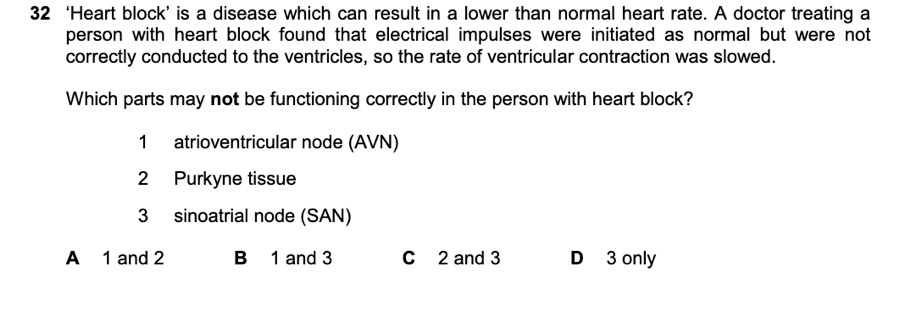 32 ‘Heart block’ is a disease which can result in a lower than normal heart rate. A doctor treating a
person with heart block found that electrical impulses were initiated as normal but were not
correctly conducted to the ventricles, so the rate of ventricular contraction was slowed.
Which parts may not be functioning correctly in the person with heart block?
1 atrioventricular node (AVN)
2 Purkyne tissue
3 sinoatrial node (SAN)
A 1 and 2 B 1 and 3 C 2 and 3 D 3 only